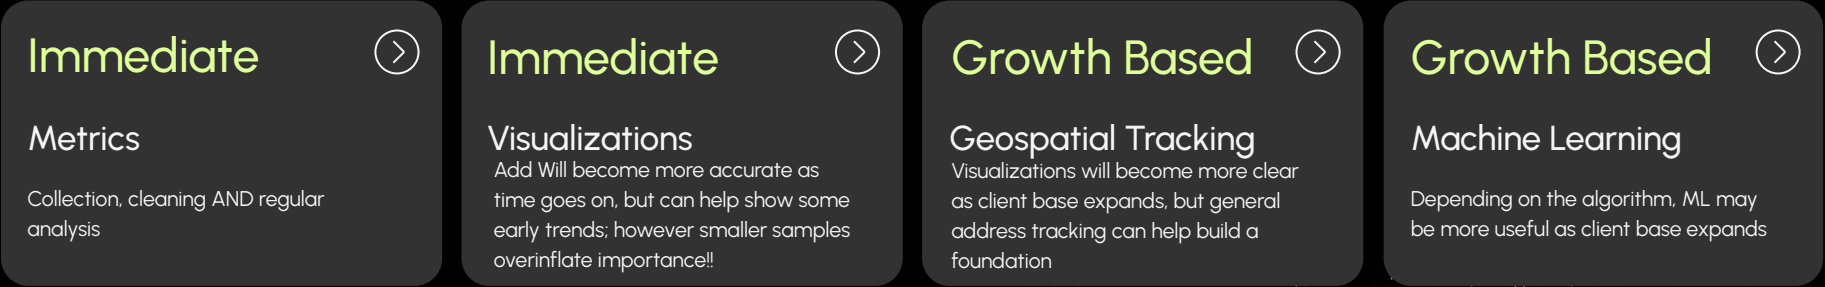 Immediate
Metrics
Collection, cleaning AND regular
analysis
Immediate
Visualizations
Add Will become more accurate as
time goes on, but can help show some
early trends; however smaller samples
overinflate importance!!
Growth Based
Geospatial Tracking
Visualizations will become more clear
as client base expands, but general
address tracking can help build a
foundation
Growth Based
Machine Learning
Depending on the algorithm, ML may
be more useful as client base expands